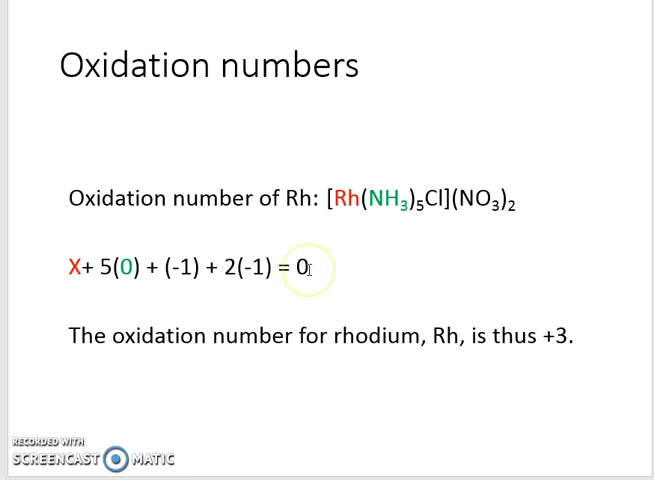 Oxidation numbers
Oxidation number of Rh: [Rh(NH₃)₅Cl](NO₃)₂
X+ 5(0) + (-1) + 2(-1) = 0
The oxidation number for rhodium, Rh, is thus +3.
RECORDED WITH
SCREENCAST MATIC